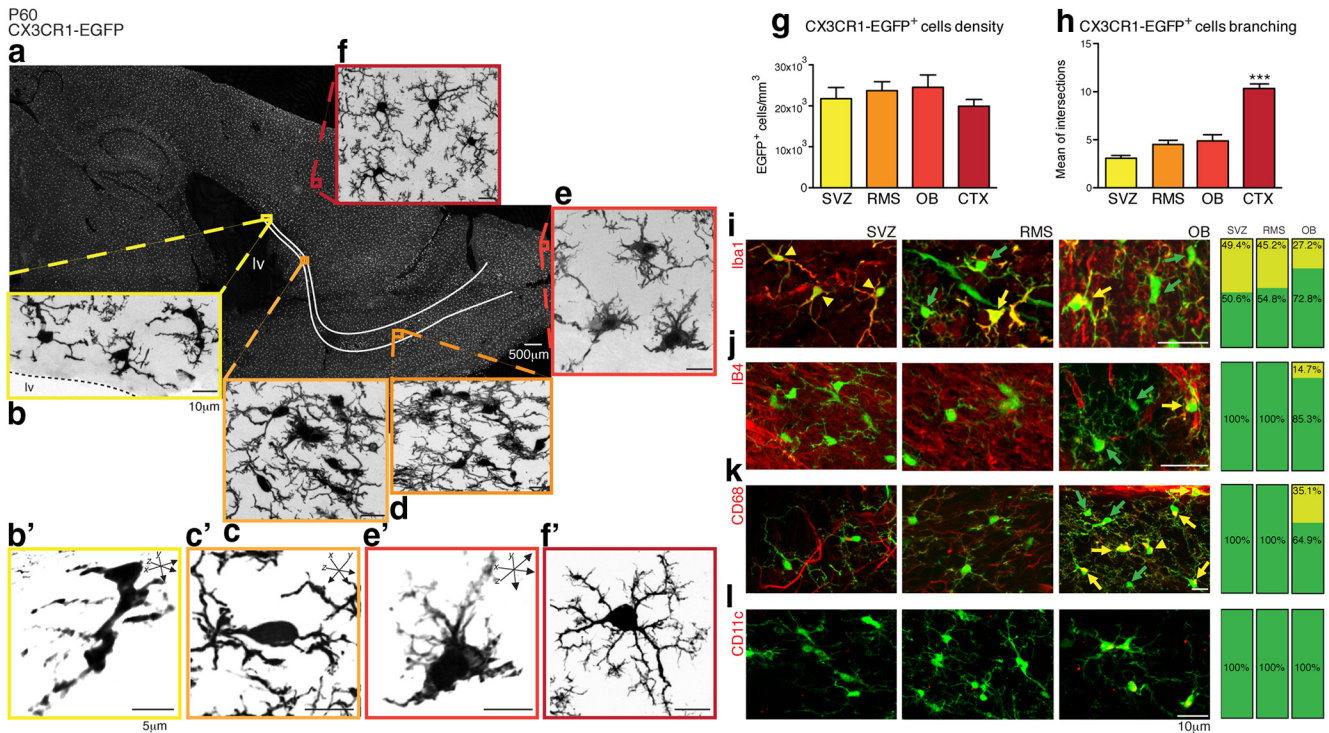 P60
CX3CR1-EGFP
a
lv
500µm
f
e
b
lv
10µm
c
d
b’
x y z
5µm
c’
x y z
e’
x y z
f’
g CX3CR1-EGFP+ cells density
EGFP+ cells/mm3
30x103
20x103
10x103
0
SVZ RMS OB CTX
h CX3CR1-EGFP+ cells branching
Mean of intersections
15
10
5
0
***
SVZ RMS OB CTX
i SVZ RMS OB
Iba1
SVZ RMS OB
49.4% 45.2% 27.2%
50.6% 54.8% 72.8%
j
IB4
14.7%
100% 100% 85.3%
k
CD68
35.1%
100% 100% 64.9%
l
CD11c
100% 100% 100%
10µm